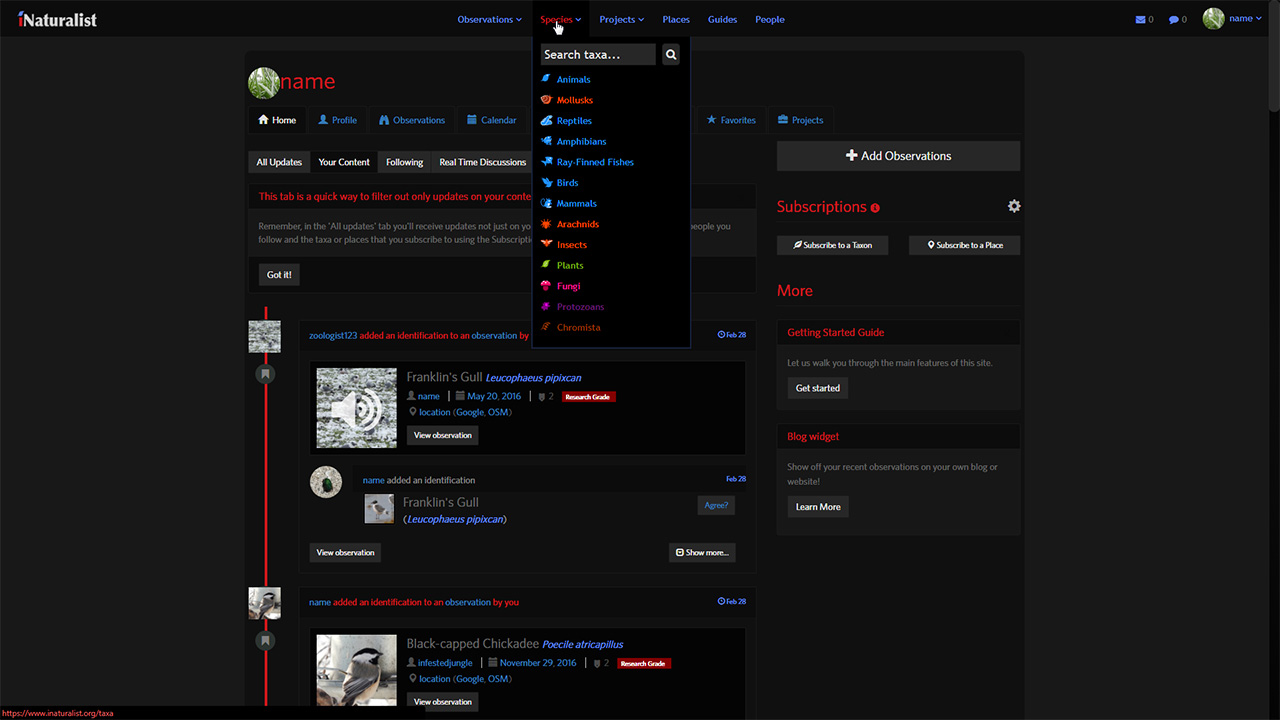 iNaturalist
Observations
Species
Projects
Places
Guides
People
0
0
name
Search taxa...
Animals
Mollusks
Reptiles
Amphibians
Ray-Finned Fishes
Birds
Mammals
Arachnids
Insects
Plants
Fungi
Protozoans
Chromista
name
Home
Profile
Observations
Calendar
Favorites
Projects
All Updates
Your Content
Following
Real Time Discussions
This tab is a quick way to filter out only updates on your conte
Remember, in the 'All updates' tab you'll receive updates not just on yo
people you
follow and the taxa or places that you subscribe to using the Subscripti
Got it!
zoologist123 added an identification to an observation by
Feb 28
Franklin's Gull Leucophaeus pipixcan
name | May 20, 2016 | 2 Research Grade
location (Google, OSM)
View observation
name added an identification
Feb 28
Franklin's Gull
(Leucophaeus pipixcan)
Agree?
View observation
Show more...
name added an identification to an observation by you
Feb 28
Black-capped Chickadee Poecile atricapillus
infestedjungle | November 29, 2016 | 2 Research Grade
location (Google, OSM)
View observation
Add Observations
Subscriptions
Subscribe to a Taxon
Subscribe to a Place
More
Getting Started Guide
Let us walk you through the main features of this site.
Get started
Blog widget
Show off your recent observations on your own blog or
website!
Learn More
https://www.inaturalist.org/taxa